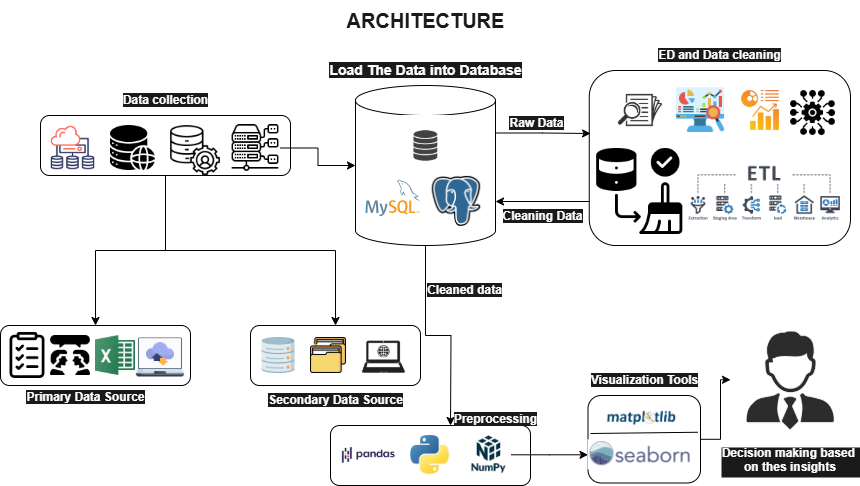 ARCHITECTURE
ED and Data cleaning
Load The Data into Database
Data collection
Raw Data
ETL
MySQL
Extraction
Staging Area
Transform
load
Warehouse
Analytics
Cleaning Data
Cleaned data
X
Primary Data Source
Secondary Data Source
Visualization Tools
Preprocessing
matplotlib
pandas
NumPy
seaborn
Decision making based
on thes insights